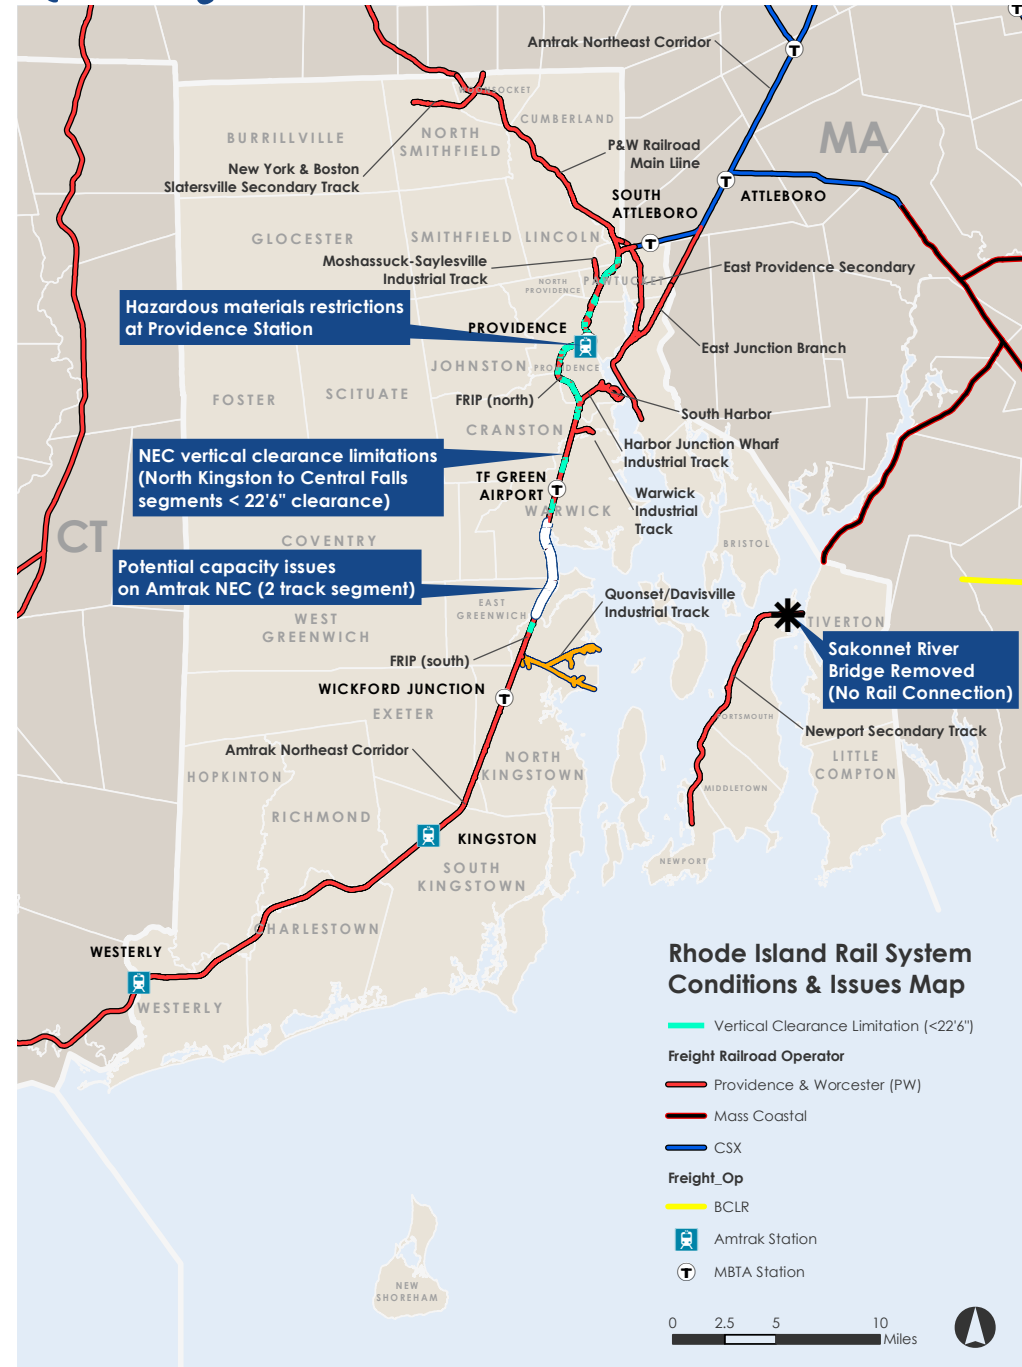 Amtrak Northeast Corridor
WOONSOCKET
CUMBERLAND
BURRILLVILLE
NORTH
SMITHFIELD
MA
P&W Railroad
Main Liine
New York & Boston
Slatersville Secondary Track
SOUTH
ATTLEBORO
ATTLEBORO
GLOCESTER
SMITHFIELD
LINCOLN
Moshassuck-Saylesville
Industrial Track
East Providence Secondary
NORTH
PROVIDENCE
PAWTUCKET
Hazardous materials restrictions
at Providence Station
PROVIDENCE
East Junction Branch
JOHNSTON
PROVIDENCE
FOSTER
SCITUATE
FRIP (north)
South Harbor
CRANSTON
Harbor Junction Wharf
Industrial Track
NEC vertical clearance limitations
(North Kingston to Central Falls
segments < 22'6" clearance)
TF GREEN
AIRPORT
Warwick
Industrial
Track
WARWICK
CT
COVENTRY
BRISTOL
Potential capacity issues
on Amtrak NEC (2 track segment)
Quonset/Davisville
Industrial Track
EAST
GREENWICH
WEST
GREENWICH
TIVERTON
Sakonnet River
Bridge Removed
(No Rail Connection)
FRIP (south)
WICKFORD JUNCTION
EXETER
PORTSMOUTH
Newport Secondary Track
Amtrak Northeast Corridor
NORTH
KINGSTOWN
LITTLE
COMPTON
HOPKINTON
MIDDLETOWN
RICHMOND
KINGSTON
NEWPORT
SOUTH
KINGSTOWN
CHARLESTOWN
WESTERLY
WESTERLY
Rhode Island Rail System
Conditions & Issues Map
Vertical Clearance Limitation (<22'6")
Freight Railroad Operator
Providence & Worcester (PW)
Mass Coastal
CSX
Freight_Op
BCLR
Amtrak Station
MBTA Station
NEW
SHOREHAM
0 2.5 5 10
Miles